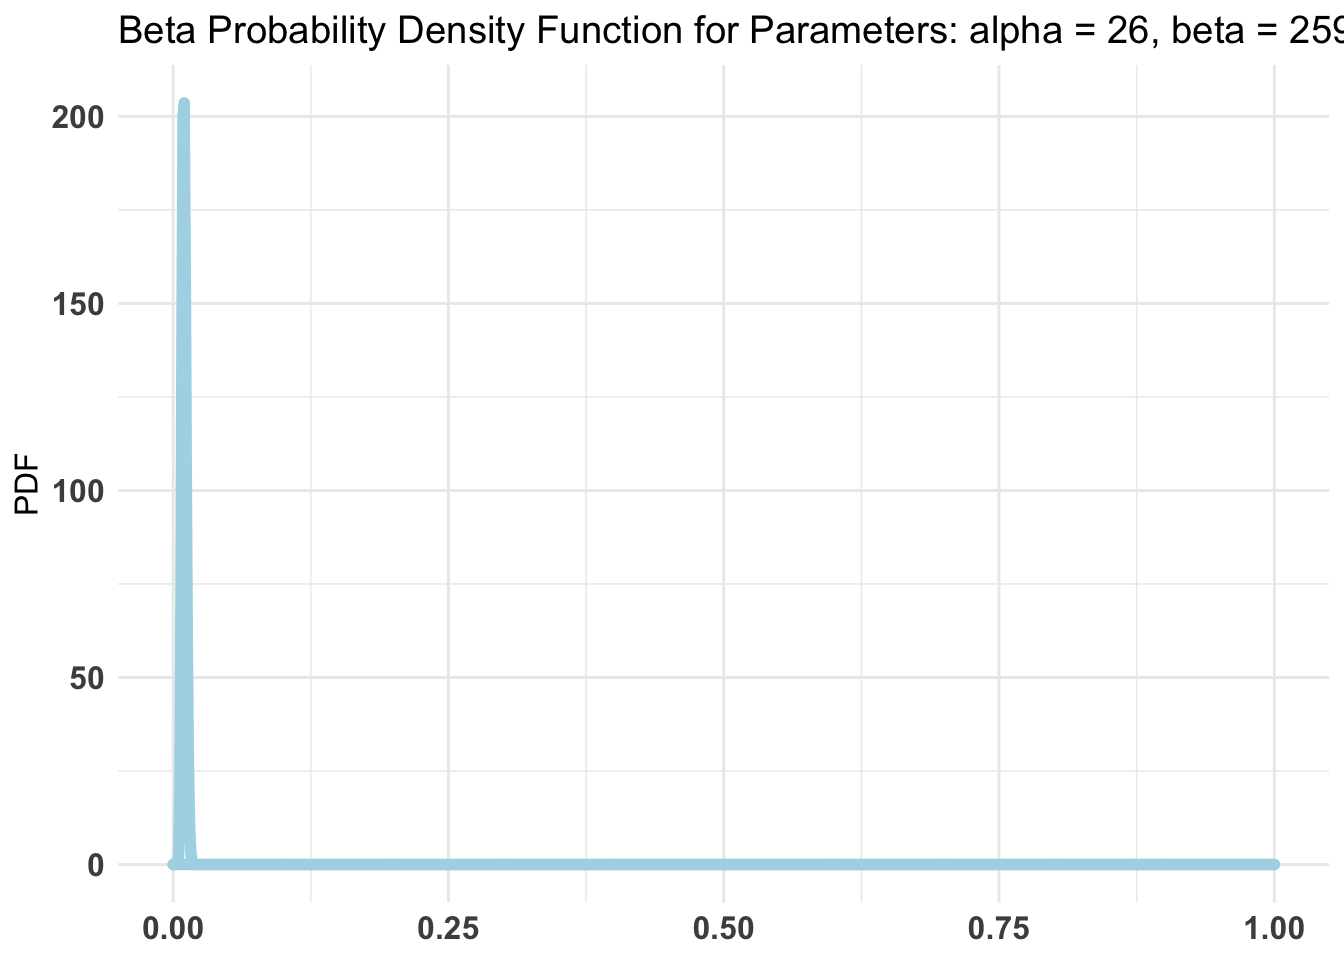 Beta Probability Density Function for Parameters: alpha = 26, beta = 259
200
150
100
50
0
PDF
0.00 0.25 0.50 0.75 1.00